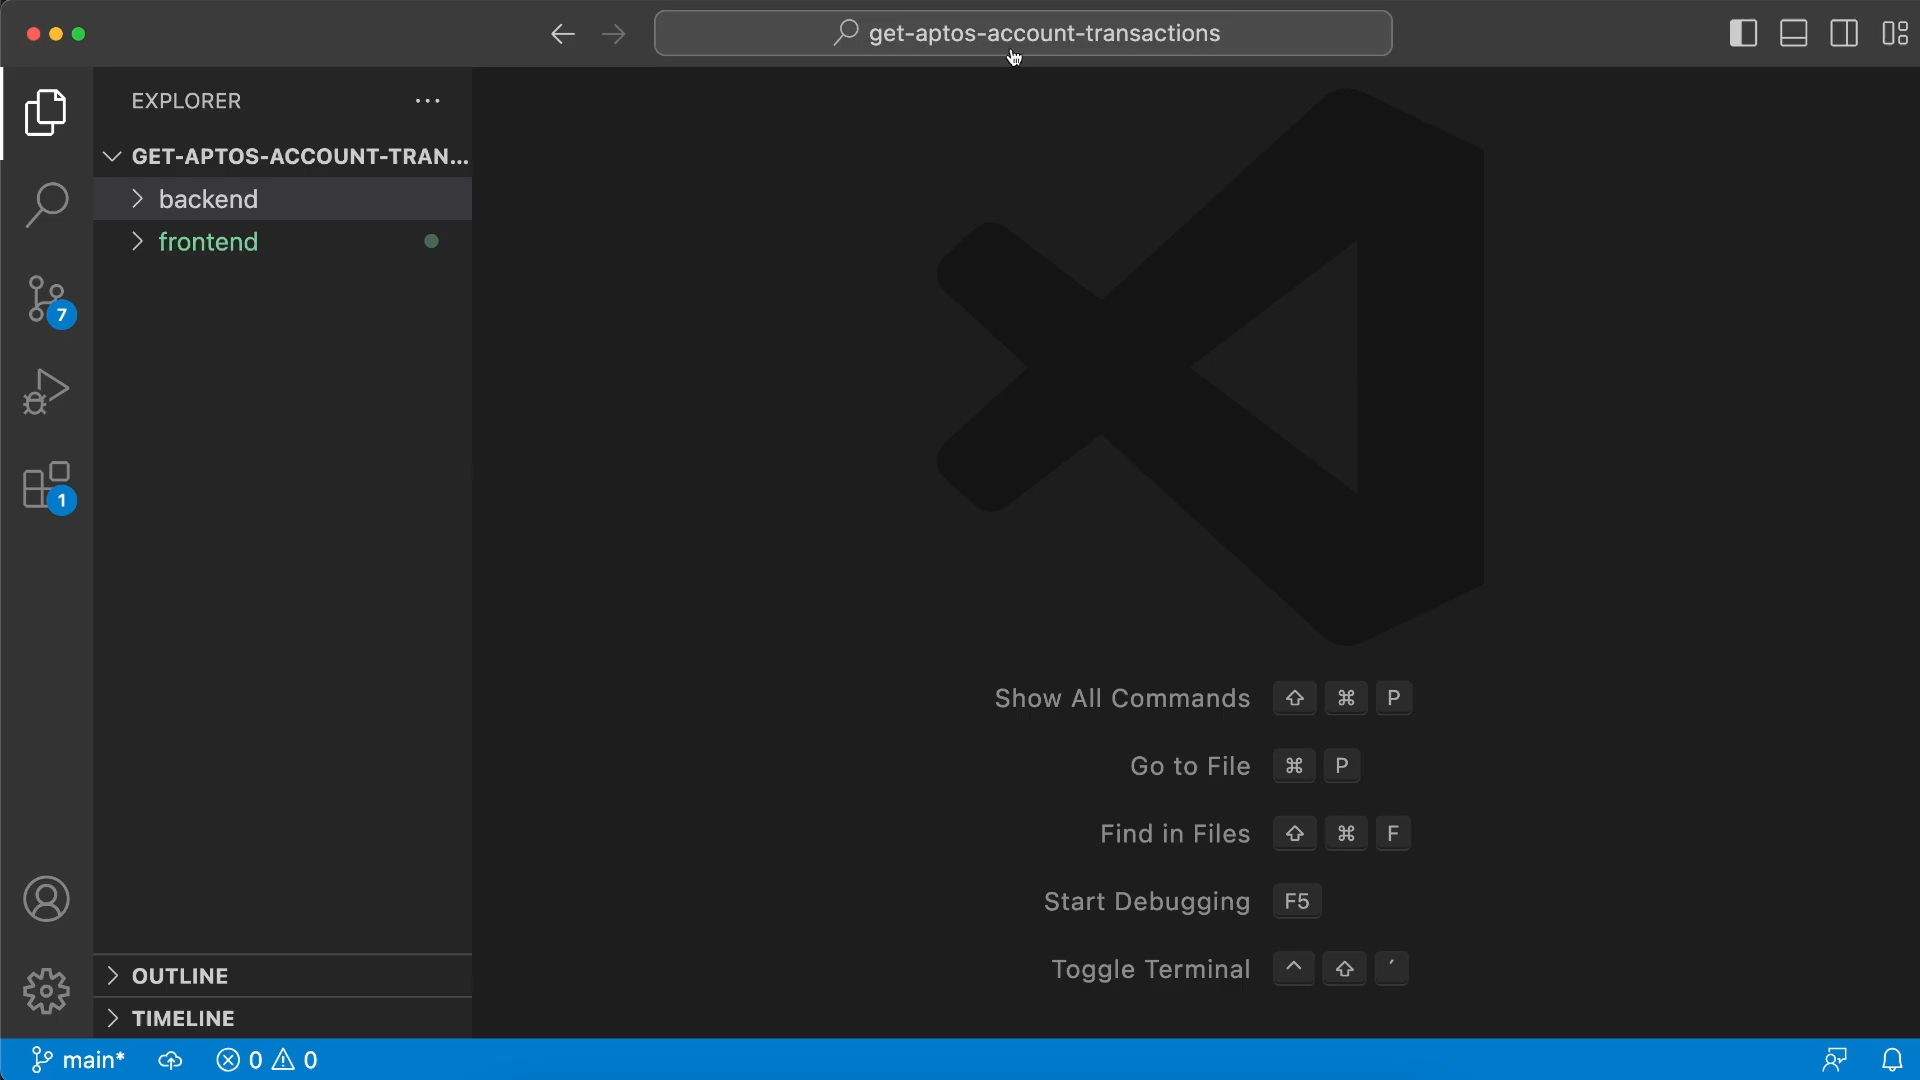 get-aptos-account-transactions
EXPLORER
GET-APTOS-ACCOUNT-TRAN...
backend
frontend
7
1
Show All Commands ⇧ ⌘ P
Go to File ⌘ P
Find in Files ⇧ ⌘ F
Start Debugging F5
Toggle Terminal ^ ⇧ ´
OUTLINE
TIMELINE
main* 0 0